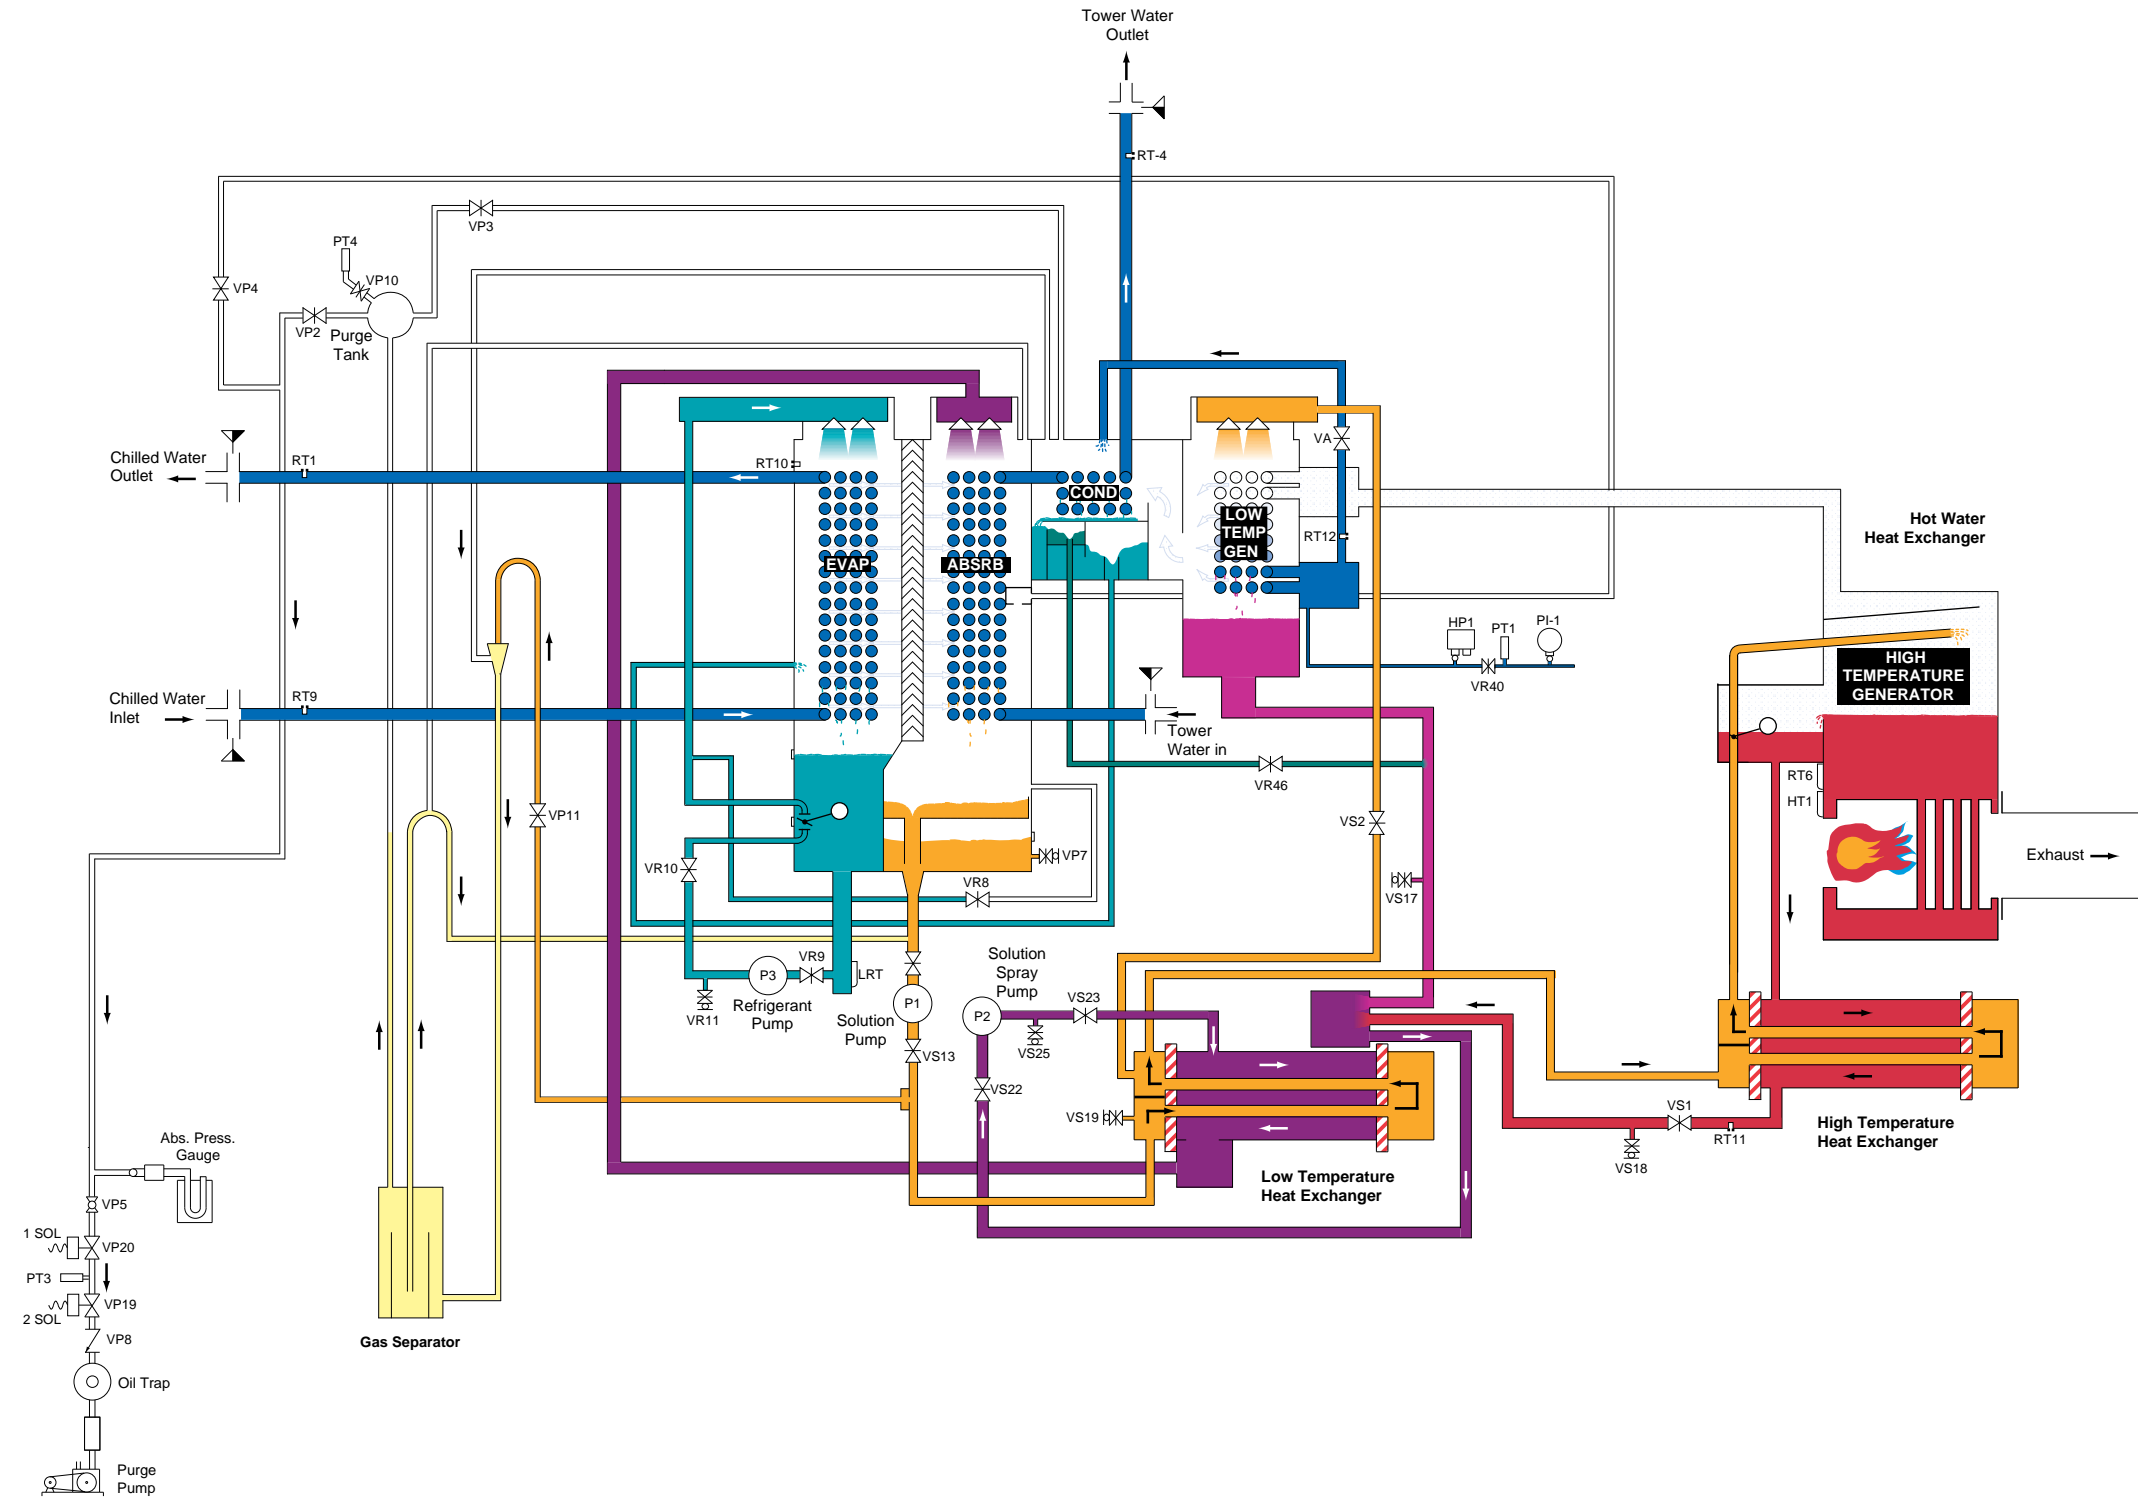 Tower Water
Outlet
RT-4
VP3
PT4
VP10
VP4
VP2
Purge
Tank
Chilled Water
Outlet
RT1
RT10
VA
COND
LOW
TEMP
GEN
RT12
EVAP
ABSRB
Hot Water
Heat Exchanger
HP1
PT1
PI-1
VR40
HIGH
TEMPERATURE
GENERATOR
Chilled Water
Inlet
RT9
Tower
Water in
VR46
RT6
HT1
VP11
VS2
VP7
VR10
VR8
VS17
Exhaust
P3
VR9
LRT
Refrigerant
Pump
VR11
P1
Solution
Pump
VS13
Solution
Spray
Pump
P2
VS23
VS25
VS22
VS19
VS1
RT11
VS18
High Temperature
Heat Exchanger
Low Temperature
Heat Exchanger
Abs. Press.
Gauge
VP5
1 SOL
VP20
PT3
VP19
2 SOL
VP8
Gas Separator
Oil Trap
Purge
Pump